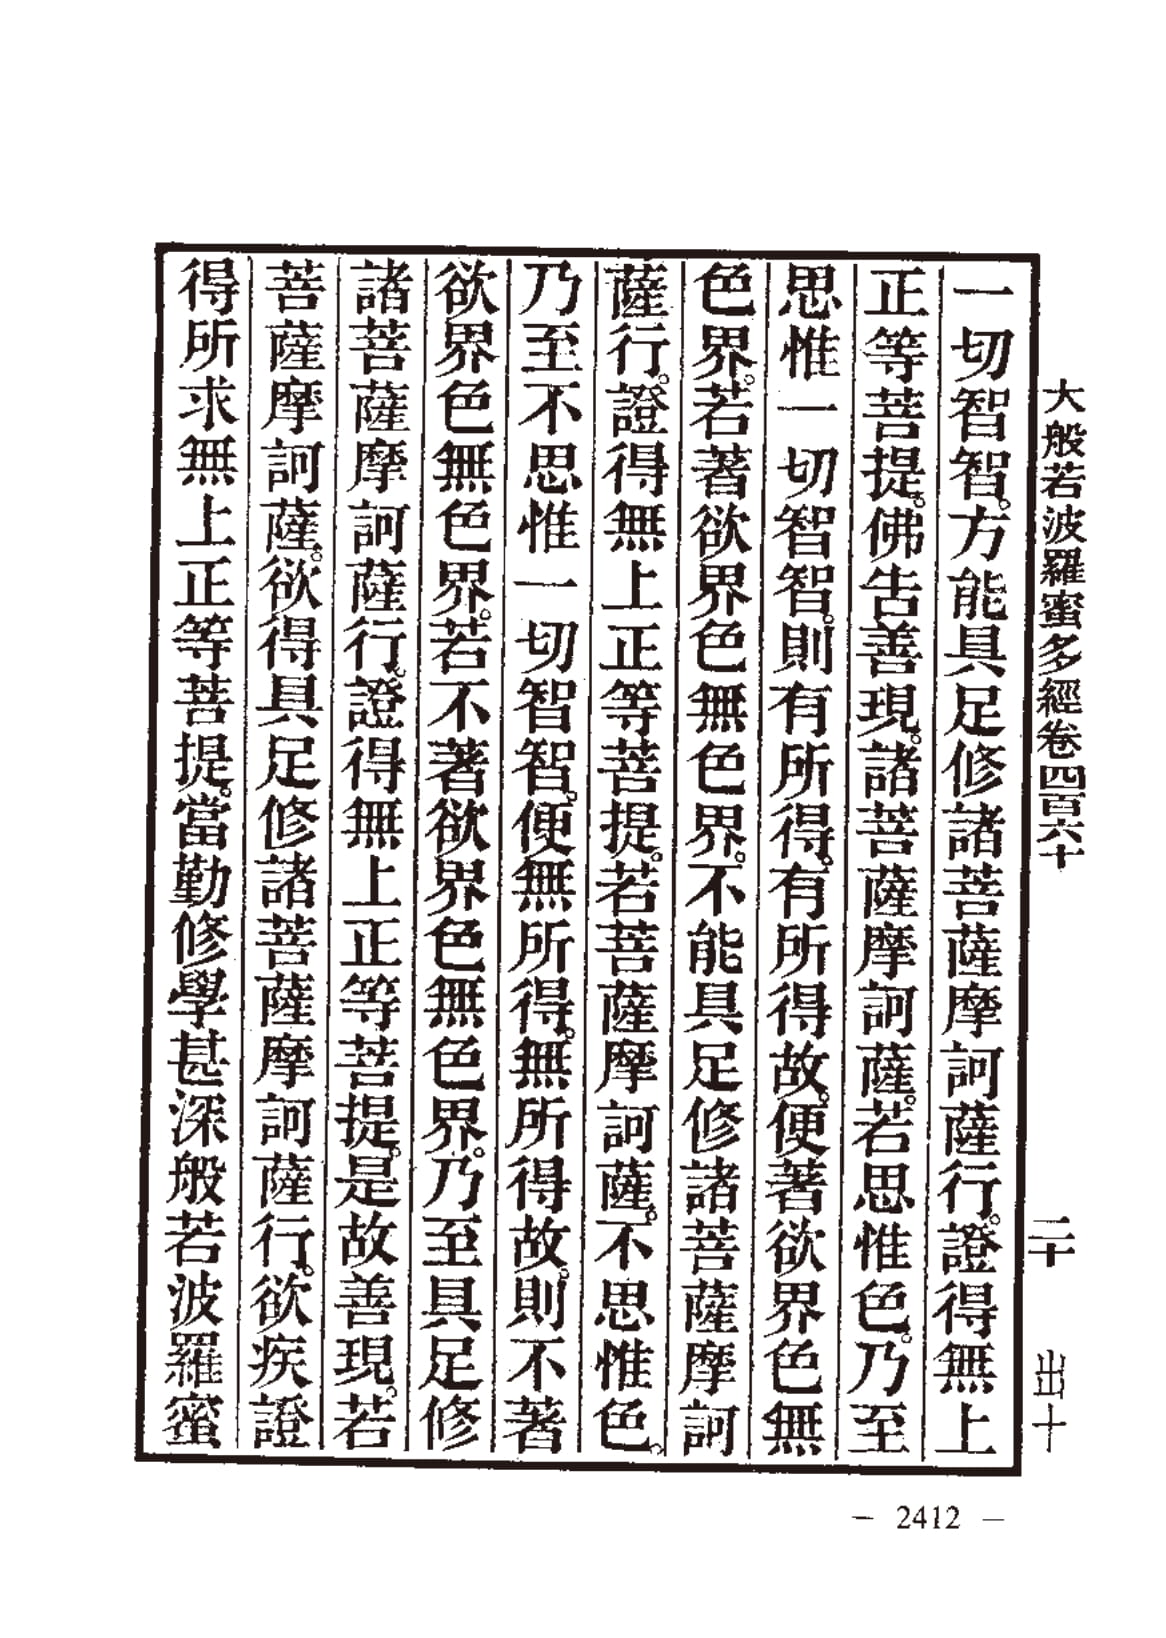 大般若波羅蜜多經卷四百六十 二十 出十
一切智智。方能具足修諸菩薩摩訶薩行。證得無上
正等菩提。佛告善現。諸菩薩摩訶薩。若思惟色。乃至
思惟一切智智。則有所得。有所得故。便著欲界色無
色界。若著欲界色無色界。不能具足修諸菩薩摩訶
薩行。證得無上正等菩提。若菩薩摩訶薩。不思惟色。
乃至不思惟一切智智。便無所得。無所得故。則不著
欲界色無色界。若不著欲界色無色界。乃至具足修
諸菩薩摩訶薩行。證得無上正等菩提。是故善現。若
菩薩摩訶薩。欲得具足修諸菩薩摩訶薩行。欲疾證
得所求無上正等菩提。當勤修學甚深般若波羅蜜
— 2412 —